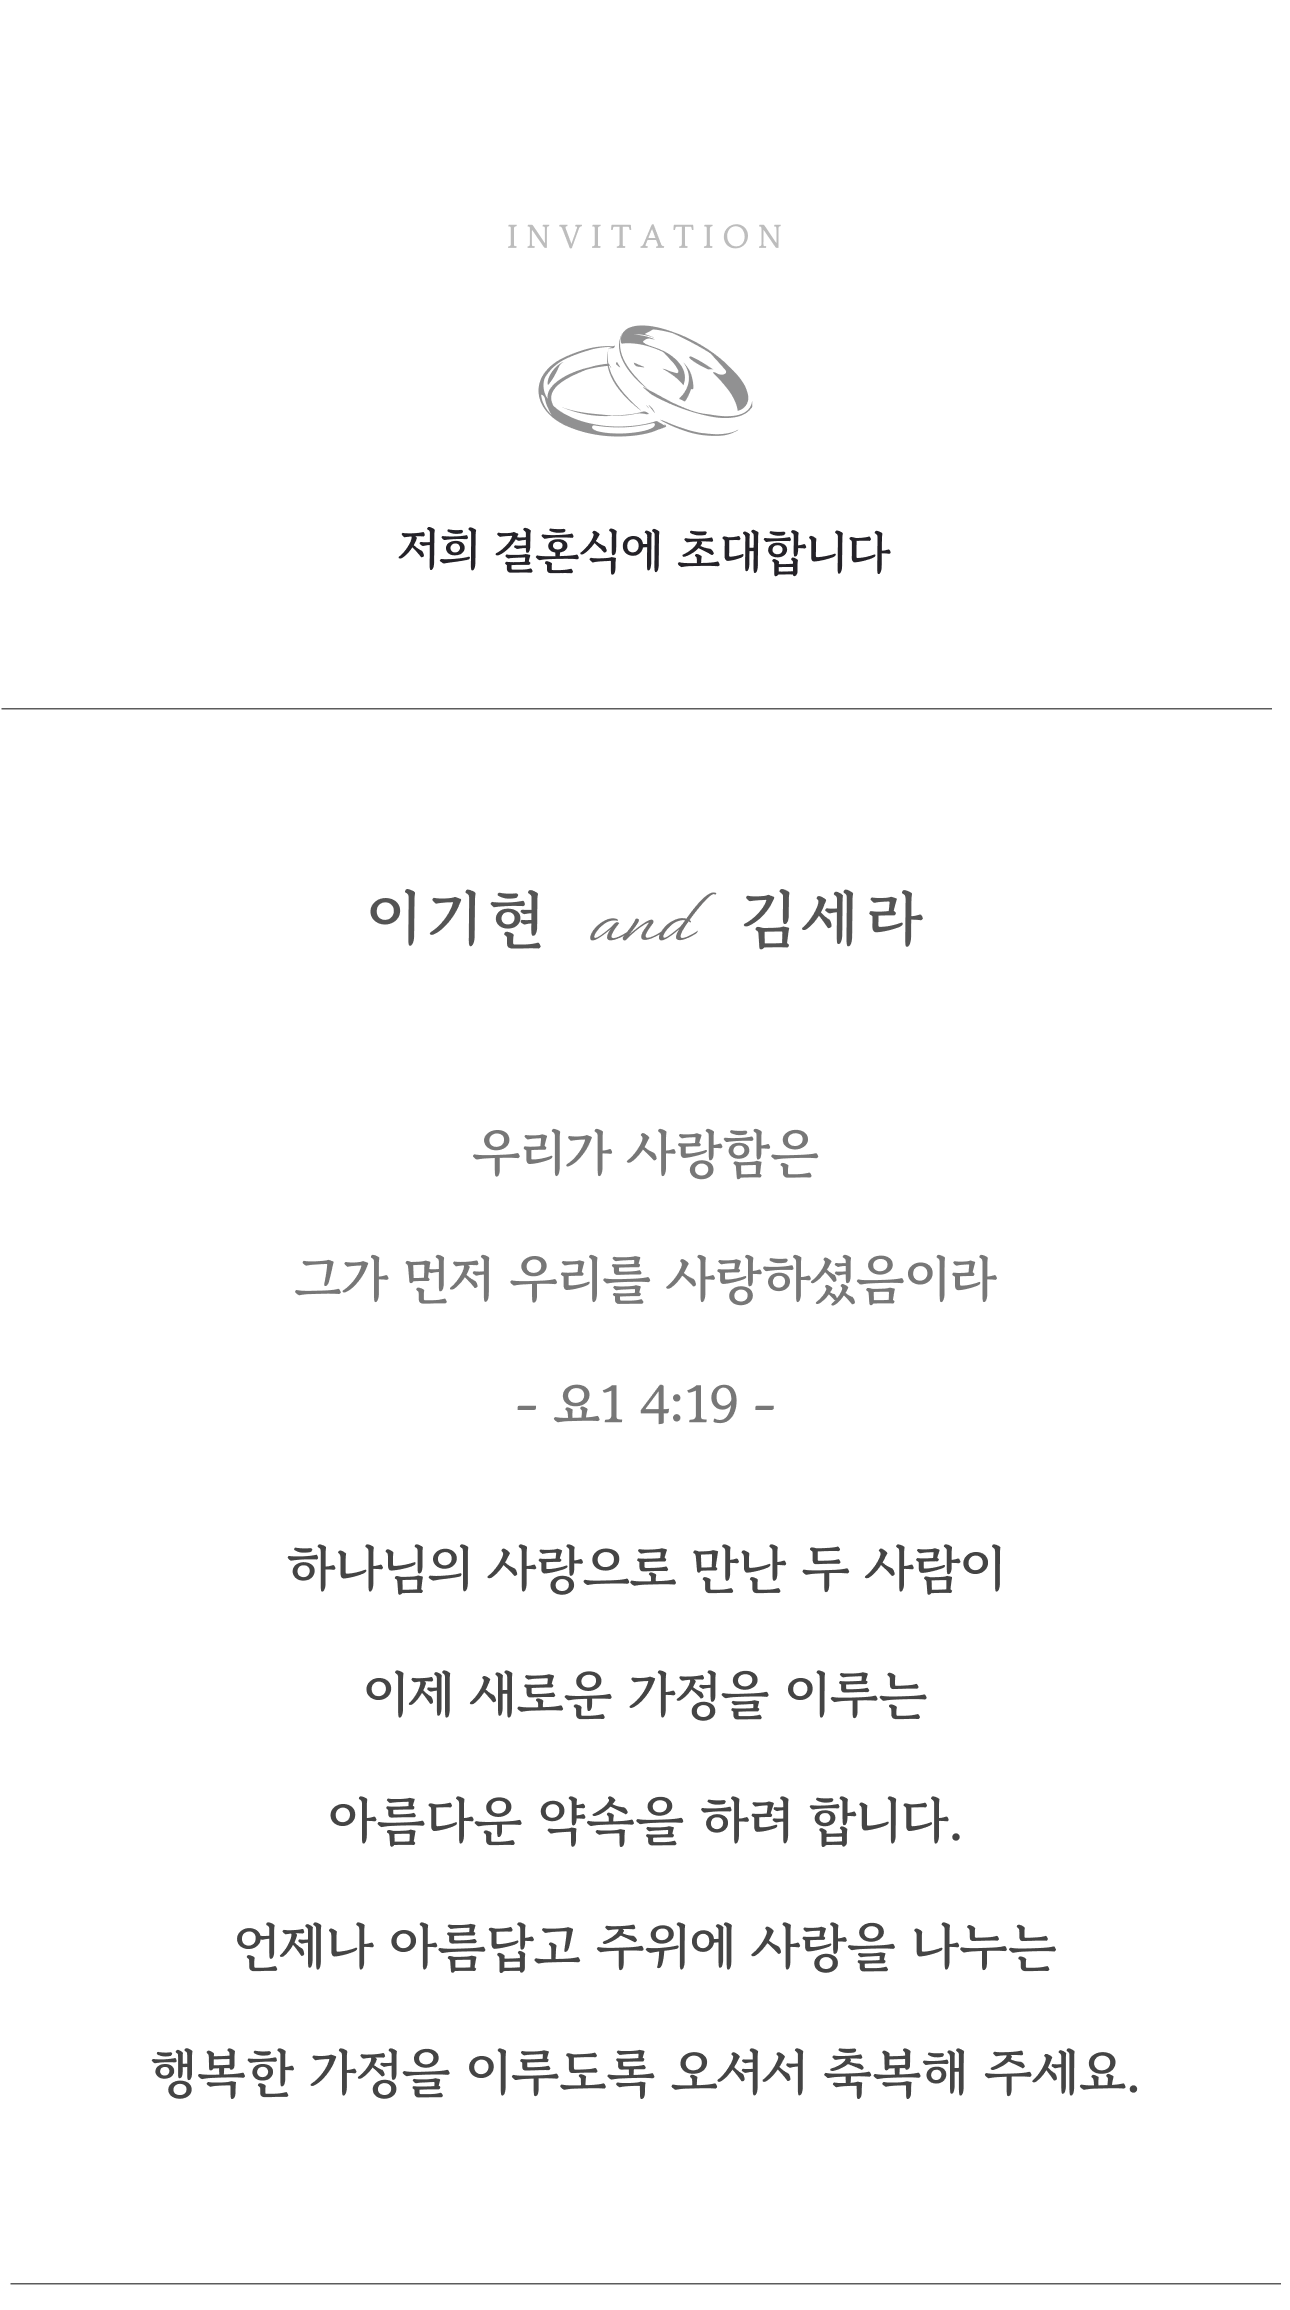 INVITATION
저희 결혼식에 초대합니다
이기현 and 김세라
우리가 사랑함은
그가 먼저 우리를 사랑하셨음이라
- 요1 4:19 -
하나님의 사랑으로 만난 두 사람이
이제 새로운 가정을 이루는
아름다운 약속을 하려 합니다.
언제나 아름답고 주위에 사랑을 나누는
행복한 가정을 이루도록 오셔서 축복해 주세요.